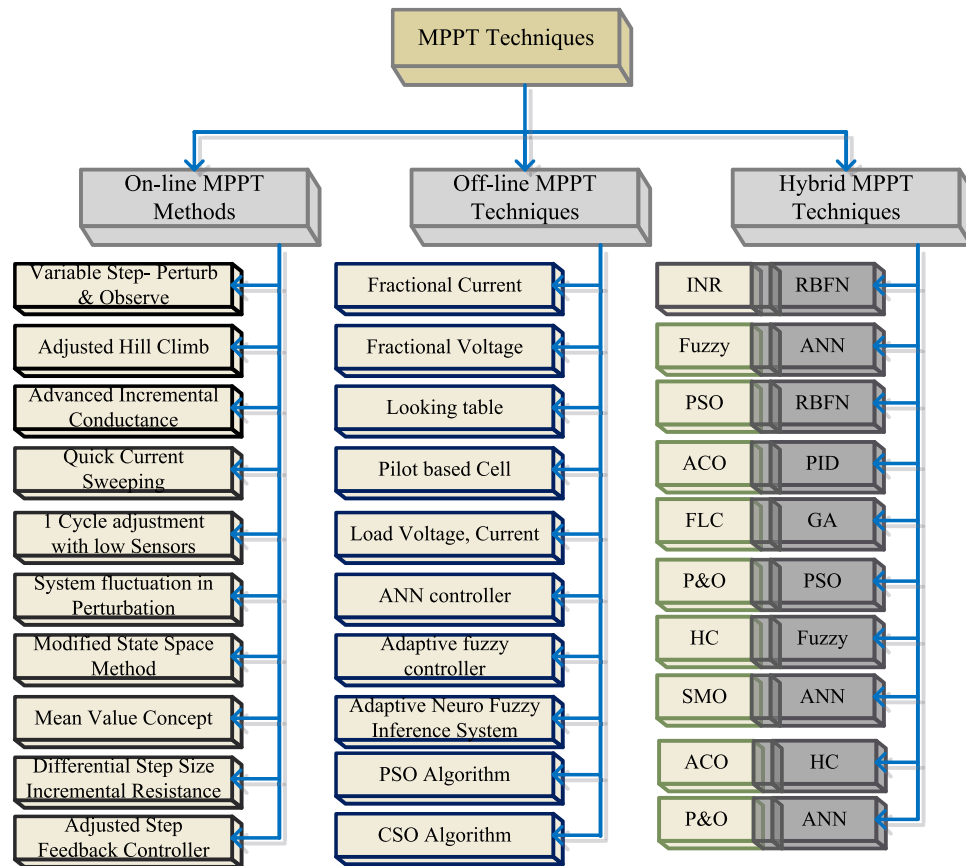 MPPT Techniques
On-line MPPT
Methods
Off-line MPPT
Techniques
Hybrid MPPT
Techniques
Variable Step- Perturb
& Observe
Adjusted Hill Climb
Advanced Incremental
Conductance
Quick Current
Sweeping
1 Cycle adjustment
with low Sensors
System fluctuation in
Perturbation
Modified State Space
Method
Mean Value Concept
Differential Step Size
Incremental Resistance
Adjusted Step
Feedback Controller
Fractional Current
Fractional Voltage
Looking table
Pilot based Cell
Load Voltage, Current
ANN controller
Adaptive fuzzy
controller
Adaptive Neuro Fuzzy
Inference System
PSO Algorithm
CSO Algorithm
INR RBFN
Fuzzy ANN
PSO RBFN
ACO PID
FLC GA
P&O PSO
HC Fuzzy
SMO ANN
ACO HC
P&O ANN